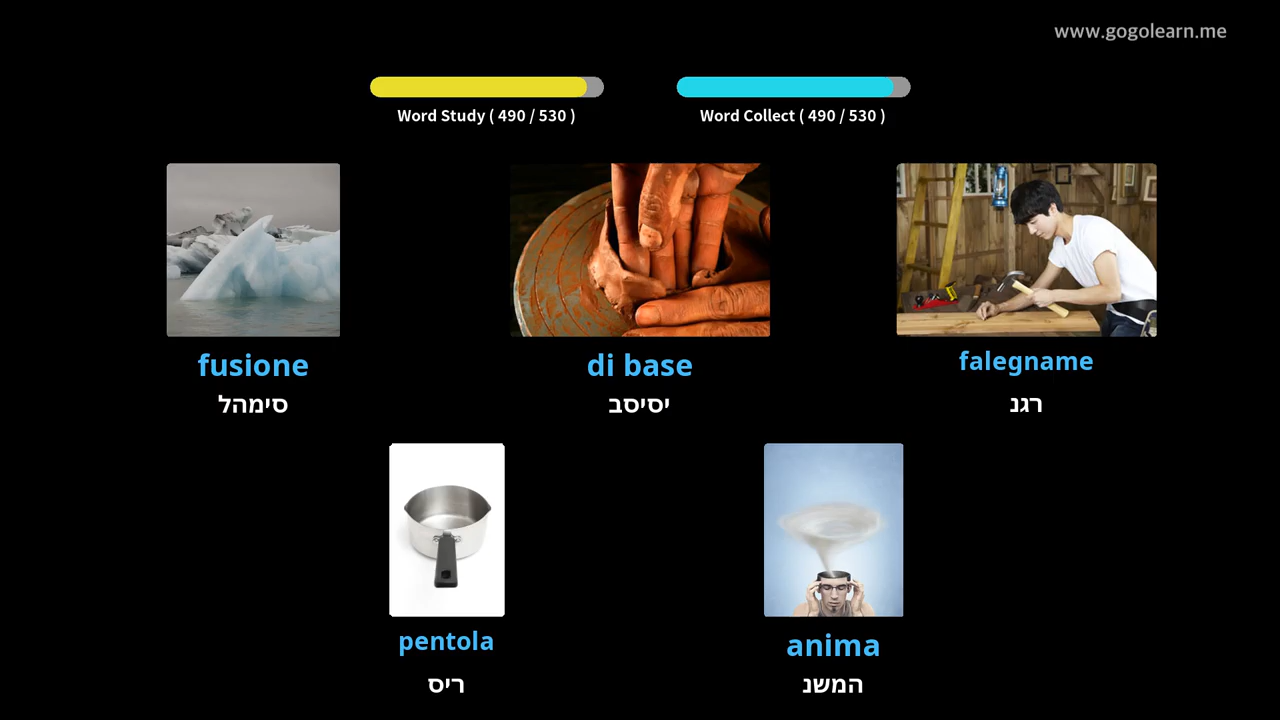 www.gogolearn.me
Word Study ( 490 / 530 )
Word Collect ( 490 / 530 )
fusione
סימהל
di base
יסיסב
falegname
רגנ
pentola
ריס
anima
המשנ